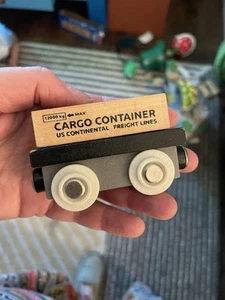 12000 kg MAX
CARGO CONTAINER
US CONTINENTAL FREIGHT LINES